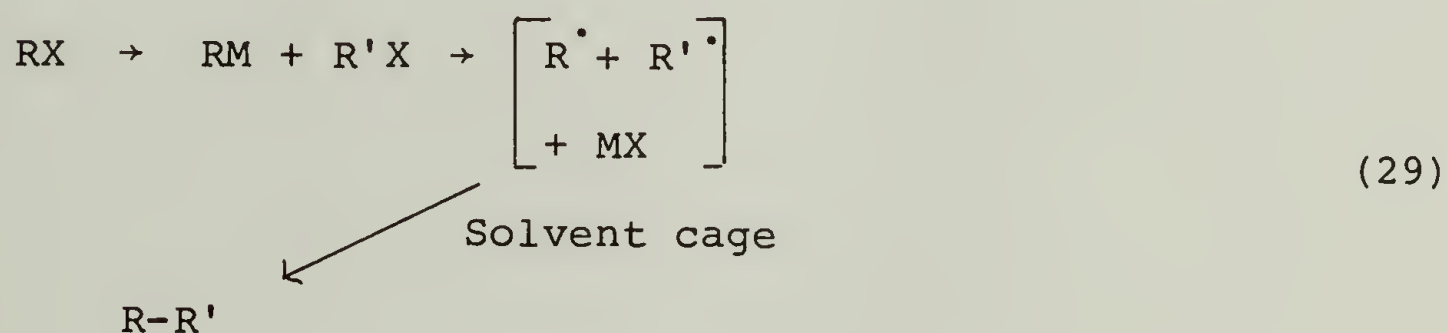 RX → RM + R'X → [ R• + R'•
+ MX ]
(29)
Solvent cage
R-R'